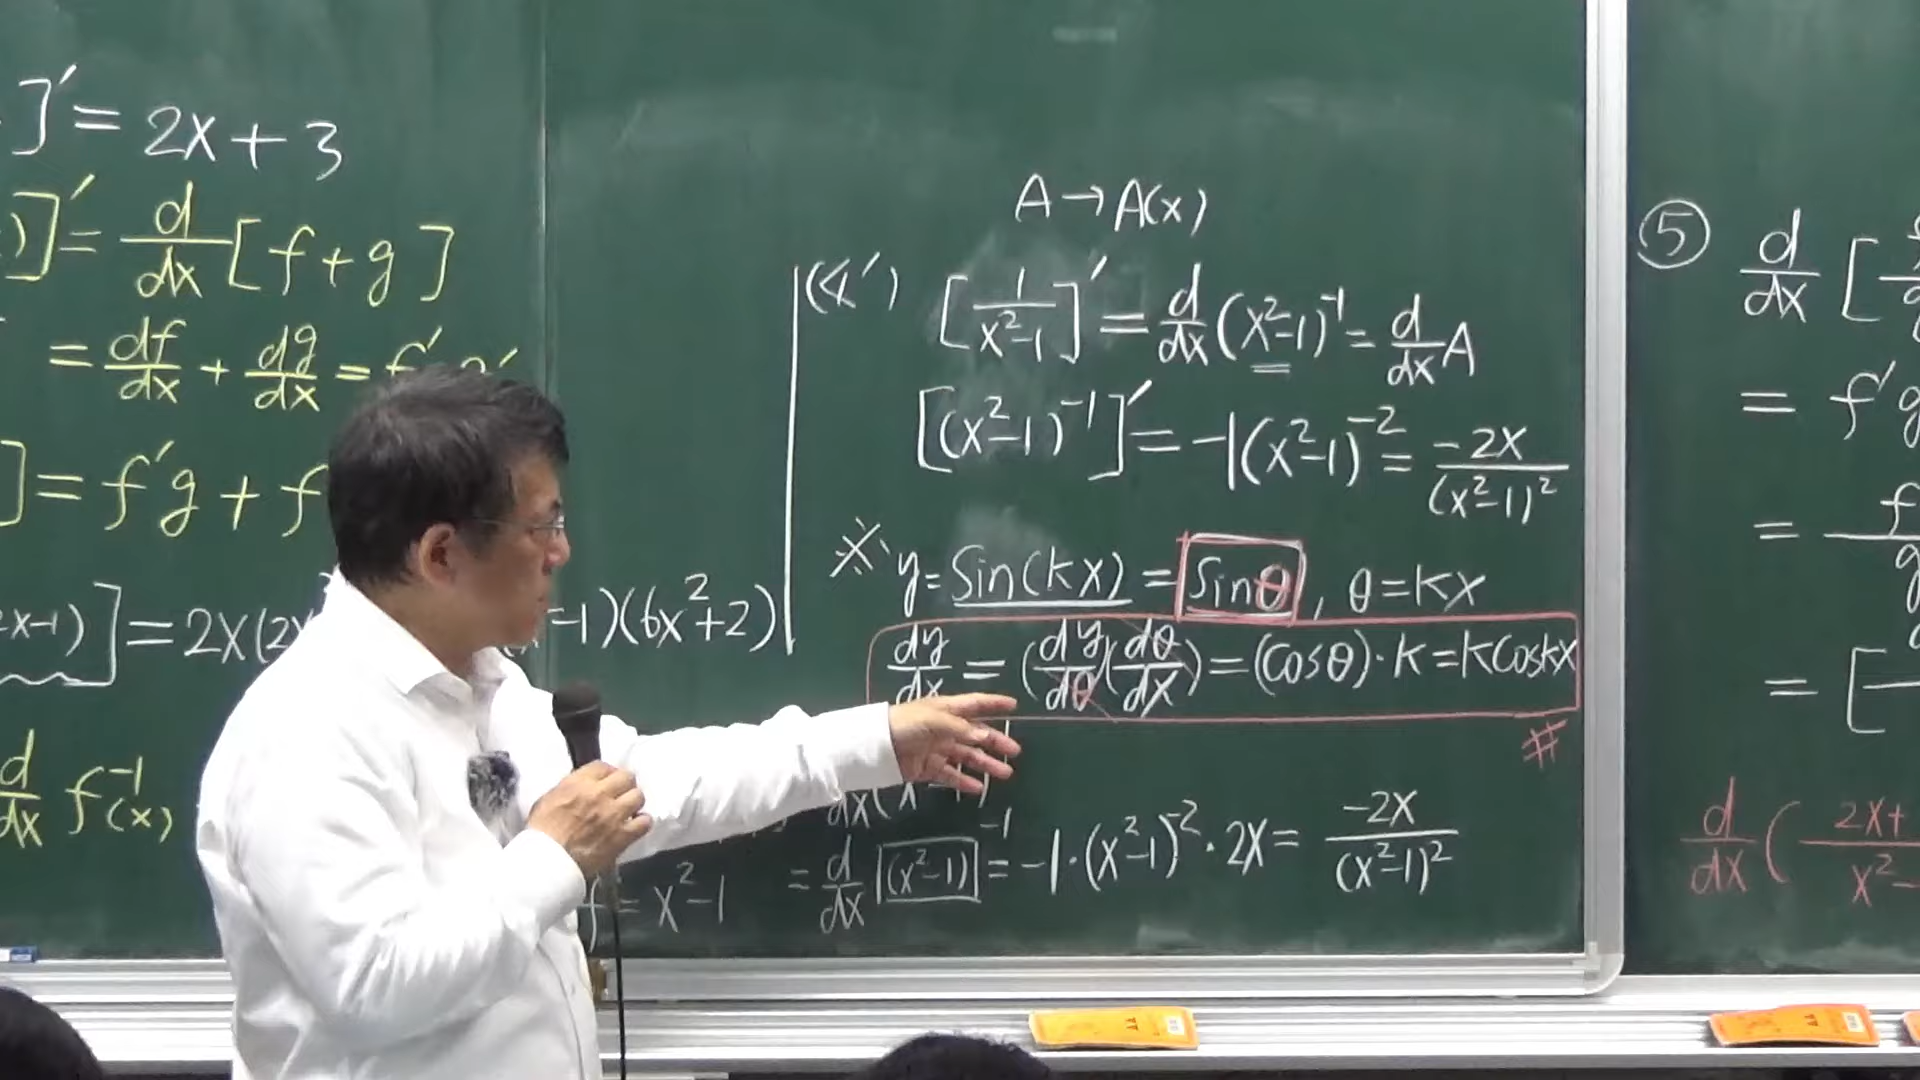 ]' = 2x + 3
)]' = d/dx [f + g]
= df/dx + dg/dx = f'
] = f'g + f
2x-1)] = 2x(2x
-1)(6x²+2)
d/dx f⁻¹(x)
f = x²-1
A → A(x)
(4') [1/(x²-1)]' = d/dx (x²-1)⁻¹ = d/dx A
[(x²-1)⁻¹]' = -1(x²-1)⁻² = -2x/(x²-1)²
※ y = Sin(kx) = Sinθ, θ = kx
dy/dx = (dy/dθ)(dθ/dx) = (Cosθ)·k = kCoskx
#
= d/dx [(x²-1)]⁻¹ = -1·(x²-1)⁻²·2x = -2x/(x²-1)²
⑤ d/dx [
= f'g
=
= [
d/dx ( 2x+
x²-